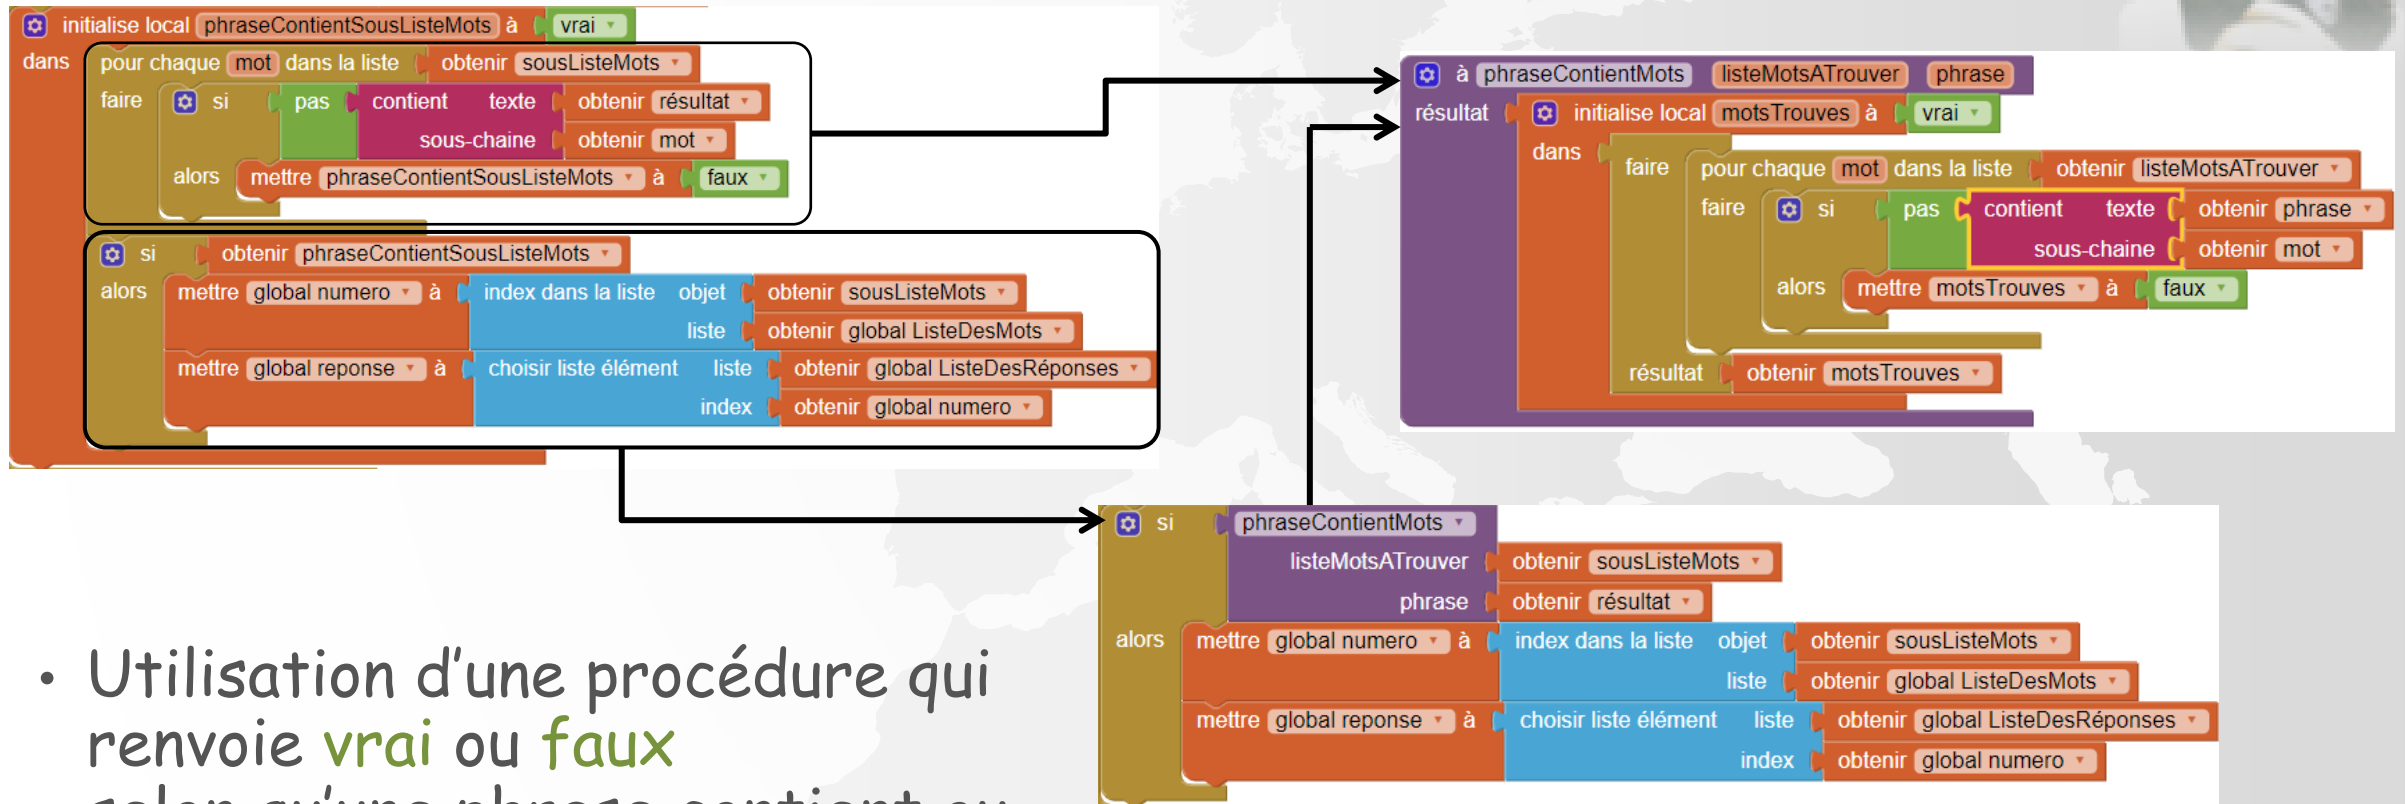 initialise local phraseContientSousListeMots à vrai
dans pour chaque mot dans la liste obtenir sousListeMots
faire si pas contient texte obtenir résultat
sous-chaine obtenir mot
alors mettre phraseContientSousListeMots à faux
si obtenir phraseContientSousListeMots
alors mettre global numero à index dans la liste objet obtenir sousListeMots
liste obtenir global ListeDesMots
mettre global reponse à choisir liste élément liste obtenir global ListeDesRéponses
index obtenir global numero
à phraseContientMots listeMotsATrouver phrase
résultat initialise local motsTrouves à vrai
dans faire pour chaque mot dans la liste obtenir listeMotsATrouver
faire si pas contient texte obtenir phrase
sous-chaine obtenir mot
alors mettre motsTrouves à faux
résultat obtenir motsTrouves
si phraseContientMots
listeMotsATrouver obtenir sousListeMots
phrase obtenir résultat
alors mettre global numero à index dans la liste objet obtenir sousListeMots
liste obtenir global ListeDesMots
mettre global reponse à choisir liste élément liste obtenir global ListeDesRéponses
index obtenir global numero
• Utilisation d'une procédure qui
renvoie vrai ou faux
selon qu'une phrase contient ou